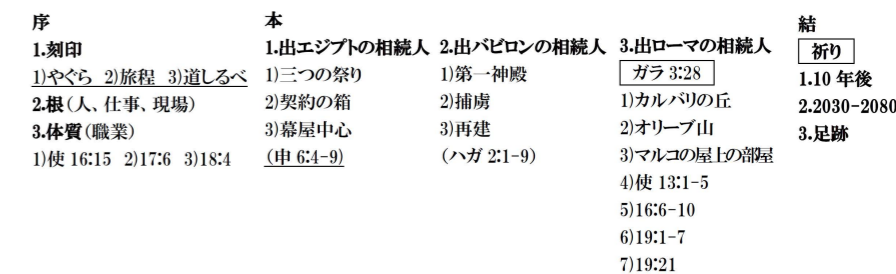 序
1.刻印
1)やぐら 2)旅程 3)道しるべ
2.根(人、仕事、現場)
3.体質(職業)
1)使 16:15 2)17:6 3)18:4
本
1.出エジプトの相続人
1)三つの祭り
2)契約の箱
3)幕屋中心
(申 6:4-9)
2.出バビロンの相続人
1)第一神殿
2)捕虜
3)再建
(ハガ 2:1-9)
3.出ローマの相続人
ガラ 3:28
1)カルバリの丘
2)オリーブ山
3)マルコの屋上の部屋
4)使 13:1-5
5)16:6-10
6)19:1-7
7)19:21
結
祈り
1.10 年後
2.2030-2080
3.足跡